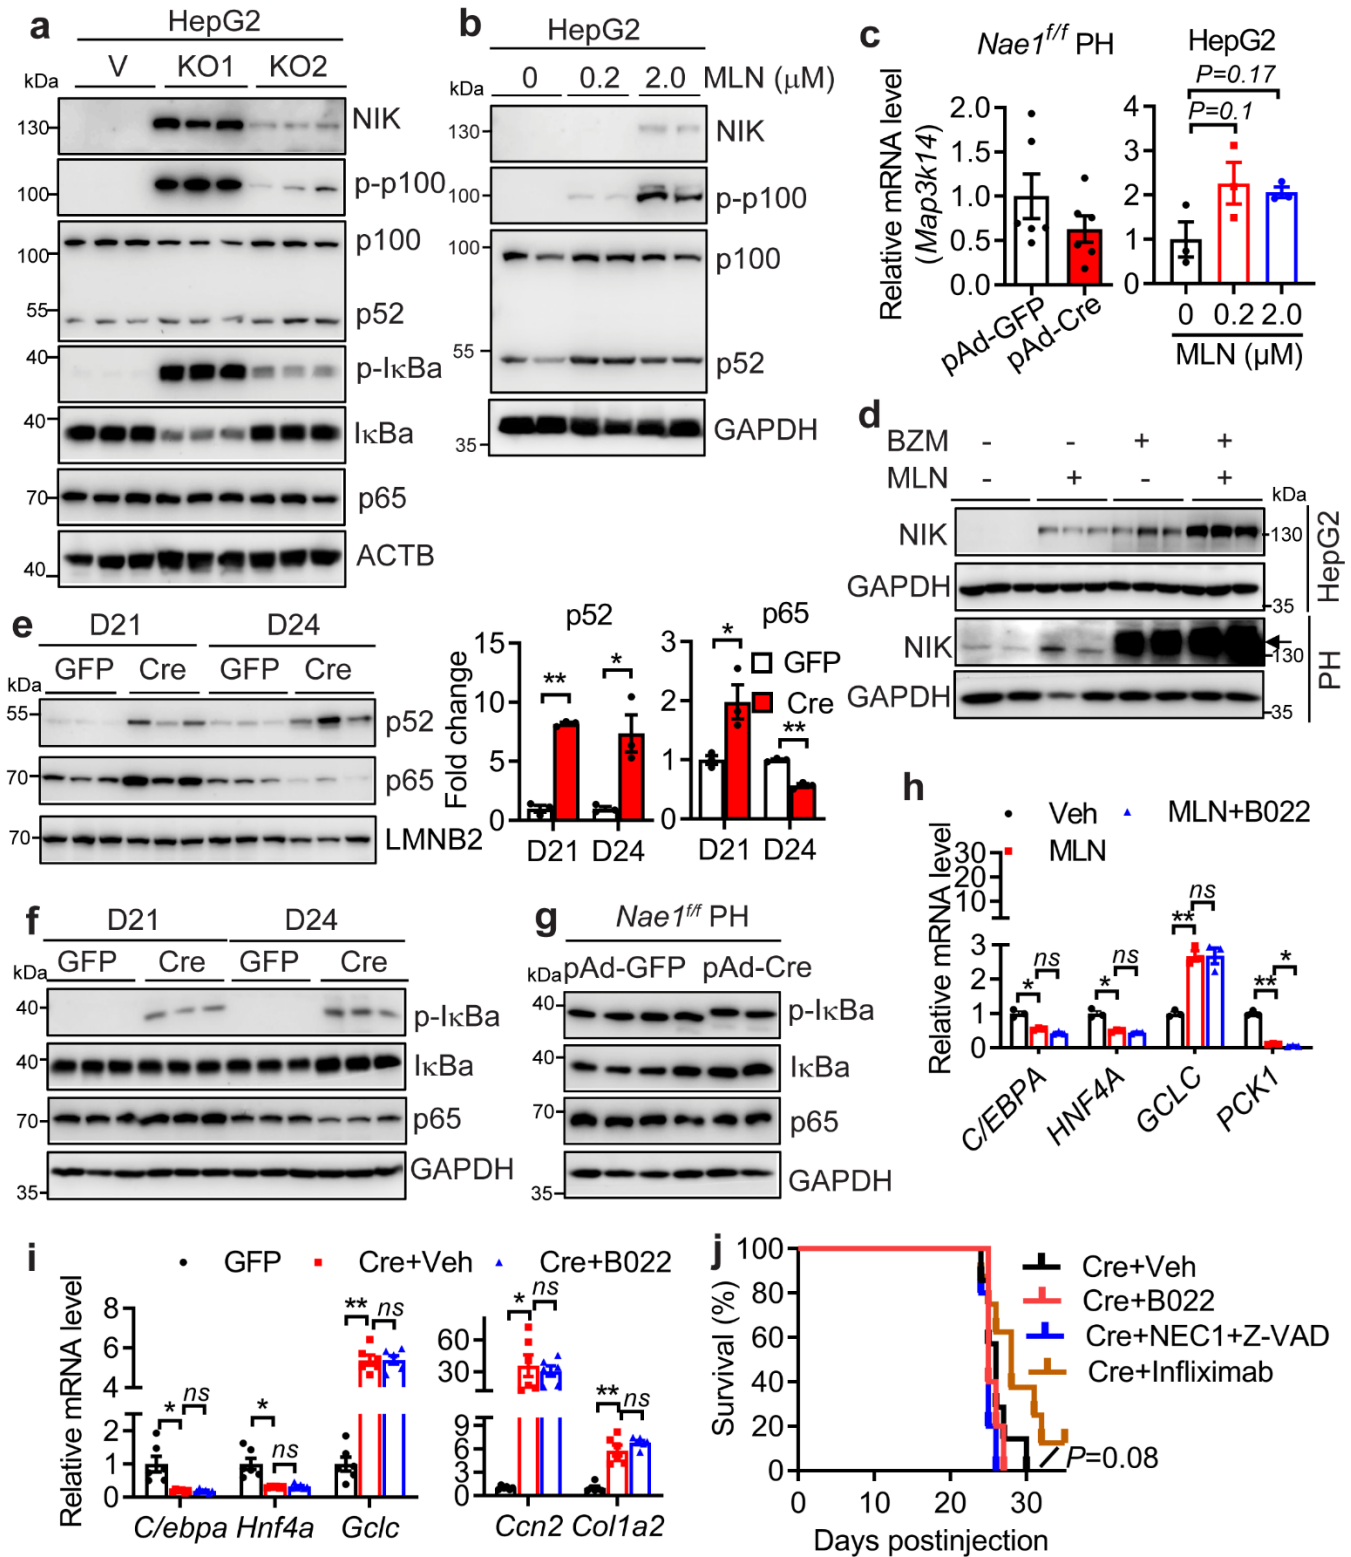 a
HepG2
kDa
V KO1 KO2
130
NIK
100
p-p100
p100
100
55
p52
40
p-IκBa
40
IκBa
70
p65
ACTB
40
b
HepG2
kDa
0 0.2 2.0 MLN (μM)
130
NIK
100
p-p100
100
p100
55
p52
GAPDH
35
c
Nae1f/f PH
HepG2
P=0.17
P=0.1
Relative mRNA level
(Map3k14)
2.0
1.5
1.0
0.5
0.0
pAd-GFP
pAd-Cre
4
3
2
1
0
0 0.2 2.0
MLN (μM)
d
BZM - - + +
MLN - + - +
kDa
NIK
130
GAPDH
35
HepG2
NIK
130
GAPDH
35
PH
e
D21 D24
GFP Cre GFP Cre
kDa
55
p52
70
p65
70
LMNB2
Fold change
p52
15
10
5
0
** *
D21 D24
p65
3
2
1
0
* **
GFP
Cre
D21 D24
f
D21 D24
GFP Cre GFP Cre
kDa
40
p-IκBa
40
IκBa
70
p65
GAPDH
35
g
Nae1f/f PH
kDa
pAd-GFP pAd-Cre
40
p-IκBa
40
IκBa
70
p65
GAPDH
35
h
Veh MLN+B022
MLN
Relative mRNA level
30
20
10
3
2
1
0
* ns * ns ** ns ** *
C/EBPA HNF4A GCLC PCK1
i
GFP Cre+Veh Cre+B022
Relative mRNA level
8
6
4
2
1
0
* ns * ns ** ns
C/ebpa Hnf4a Gclc
60
30
9
6
3
0
* ns ** ns
Ccn2 Col1a2
j
Survival (%)
100
80
60
40
20
0
Cre+Veh
Cre+B022
Cre+NEC1+Z-VAD
Cre+Infliximab
P=0.08
0 10 20 30
Days postinjection